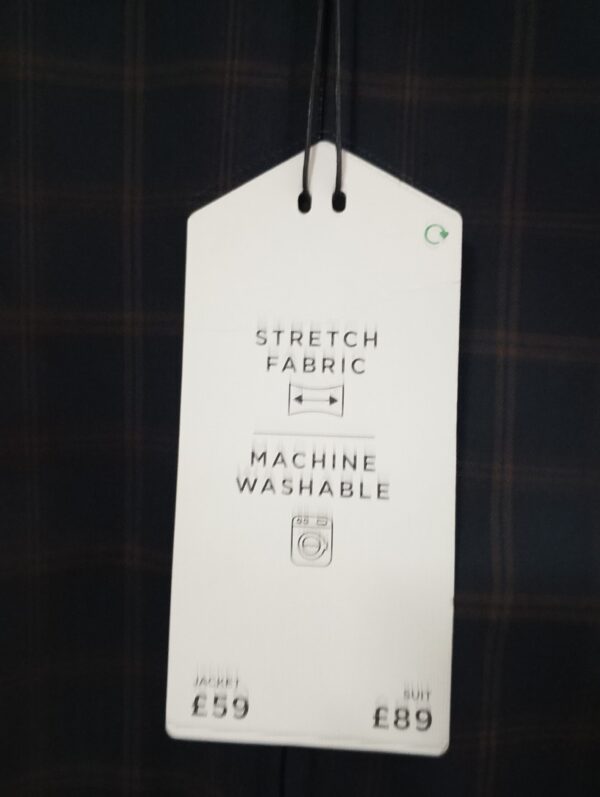 STRETCH
FABRIC
MACHINE
WASHABLE
JACKET
£59
SUIT
£89